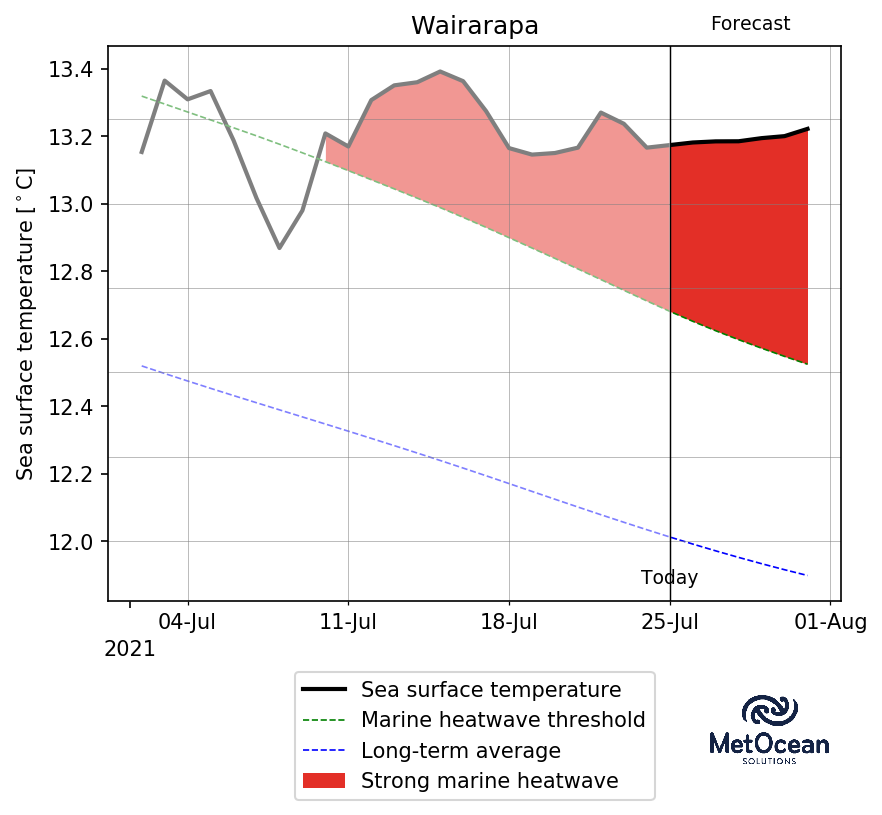 Wairarapa
Forecast
Sea surface temperature [°C]
13.4
13.2
13.0
12.8
12.6
12.4
12.2
12.0
Today
04-Jul
11-Jul
18-Jul
25-Jul
01-Aug
2021
Sea surface temperature
Marine heatwave threshold
Long-term average
Strong marine heatwave
MetOcean
SOLUTIONS